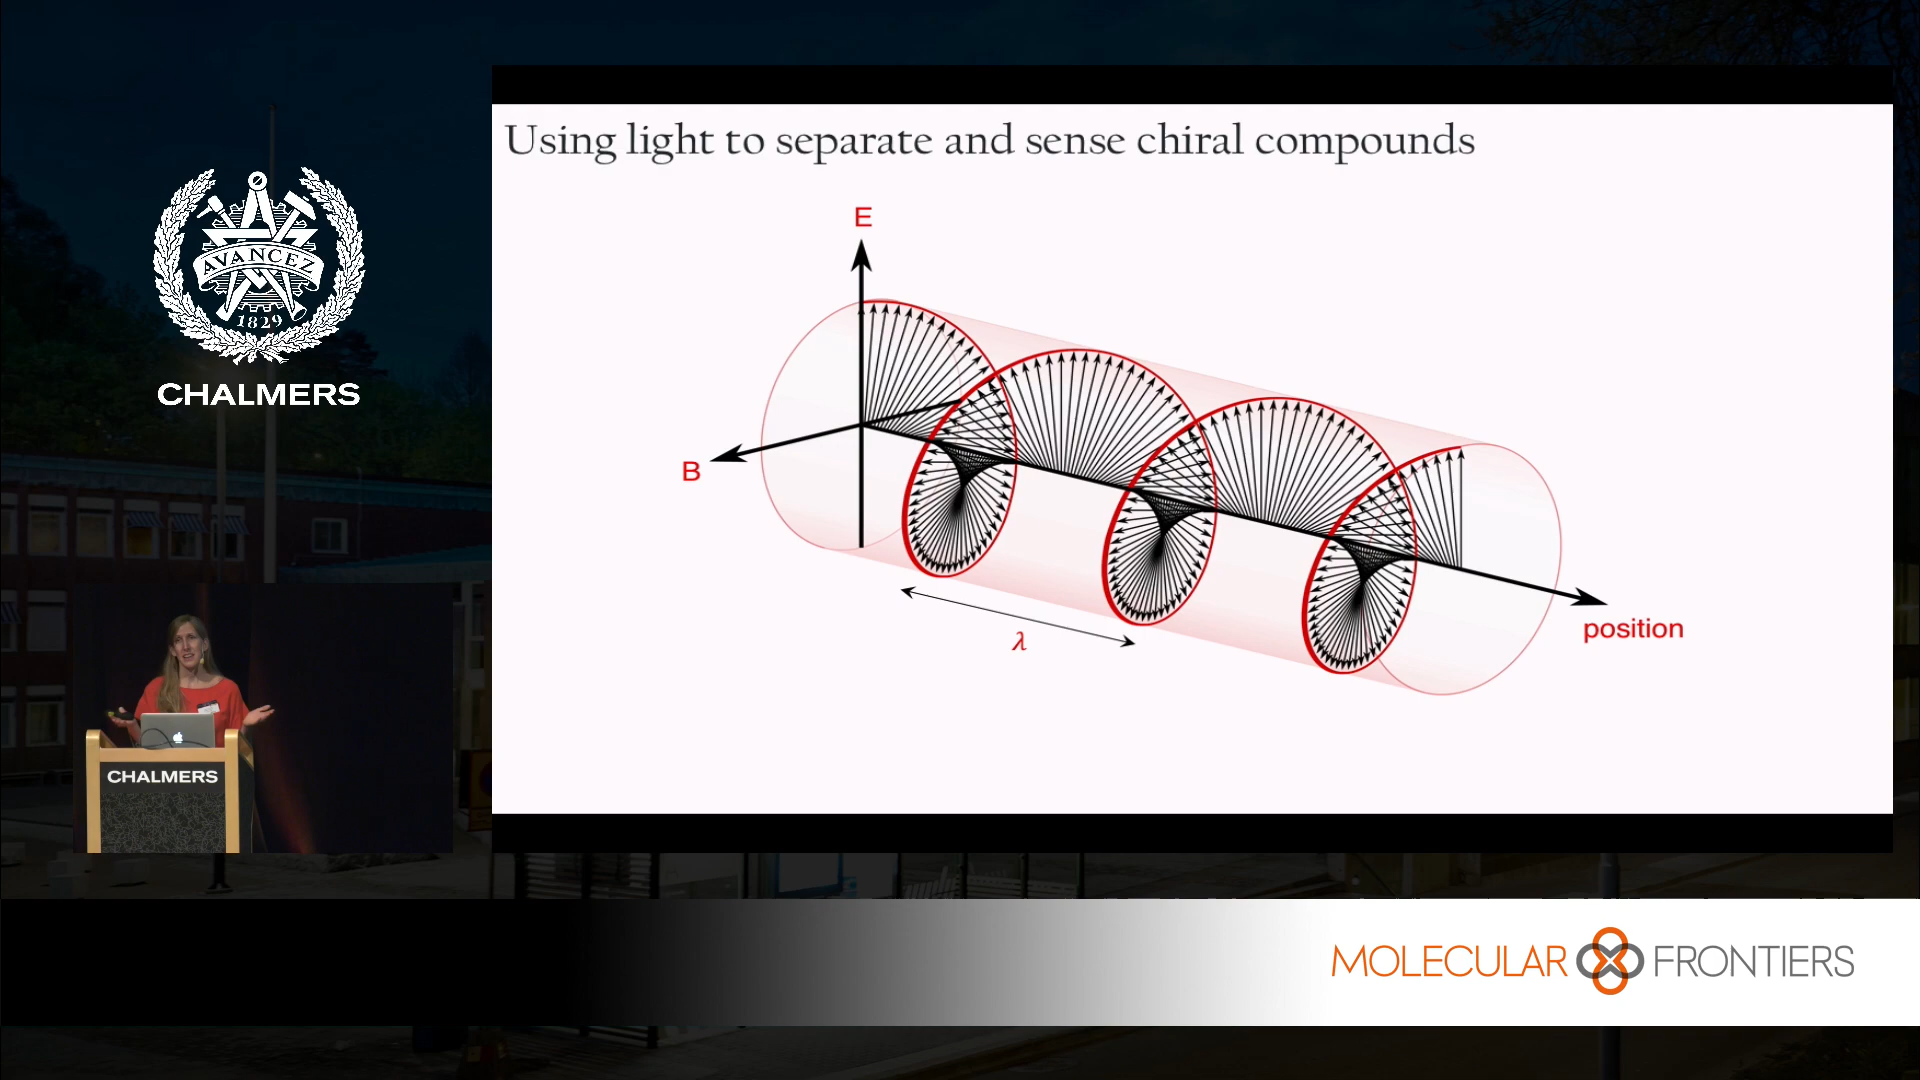 AVANCEZ
1829
CHALMERS
Using light to separate and sense chiral compounds
E
B
λ
position
CHALMERS
MOLECULAR FRONTIERS